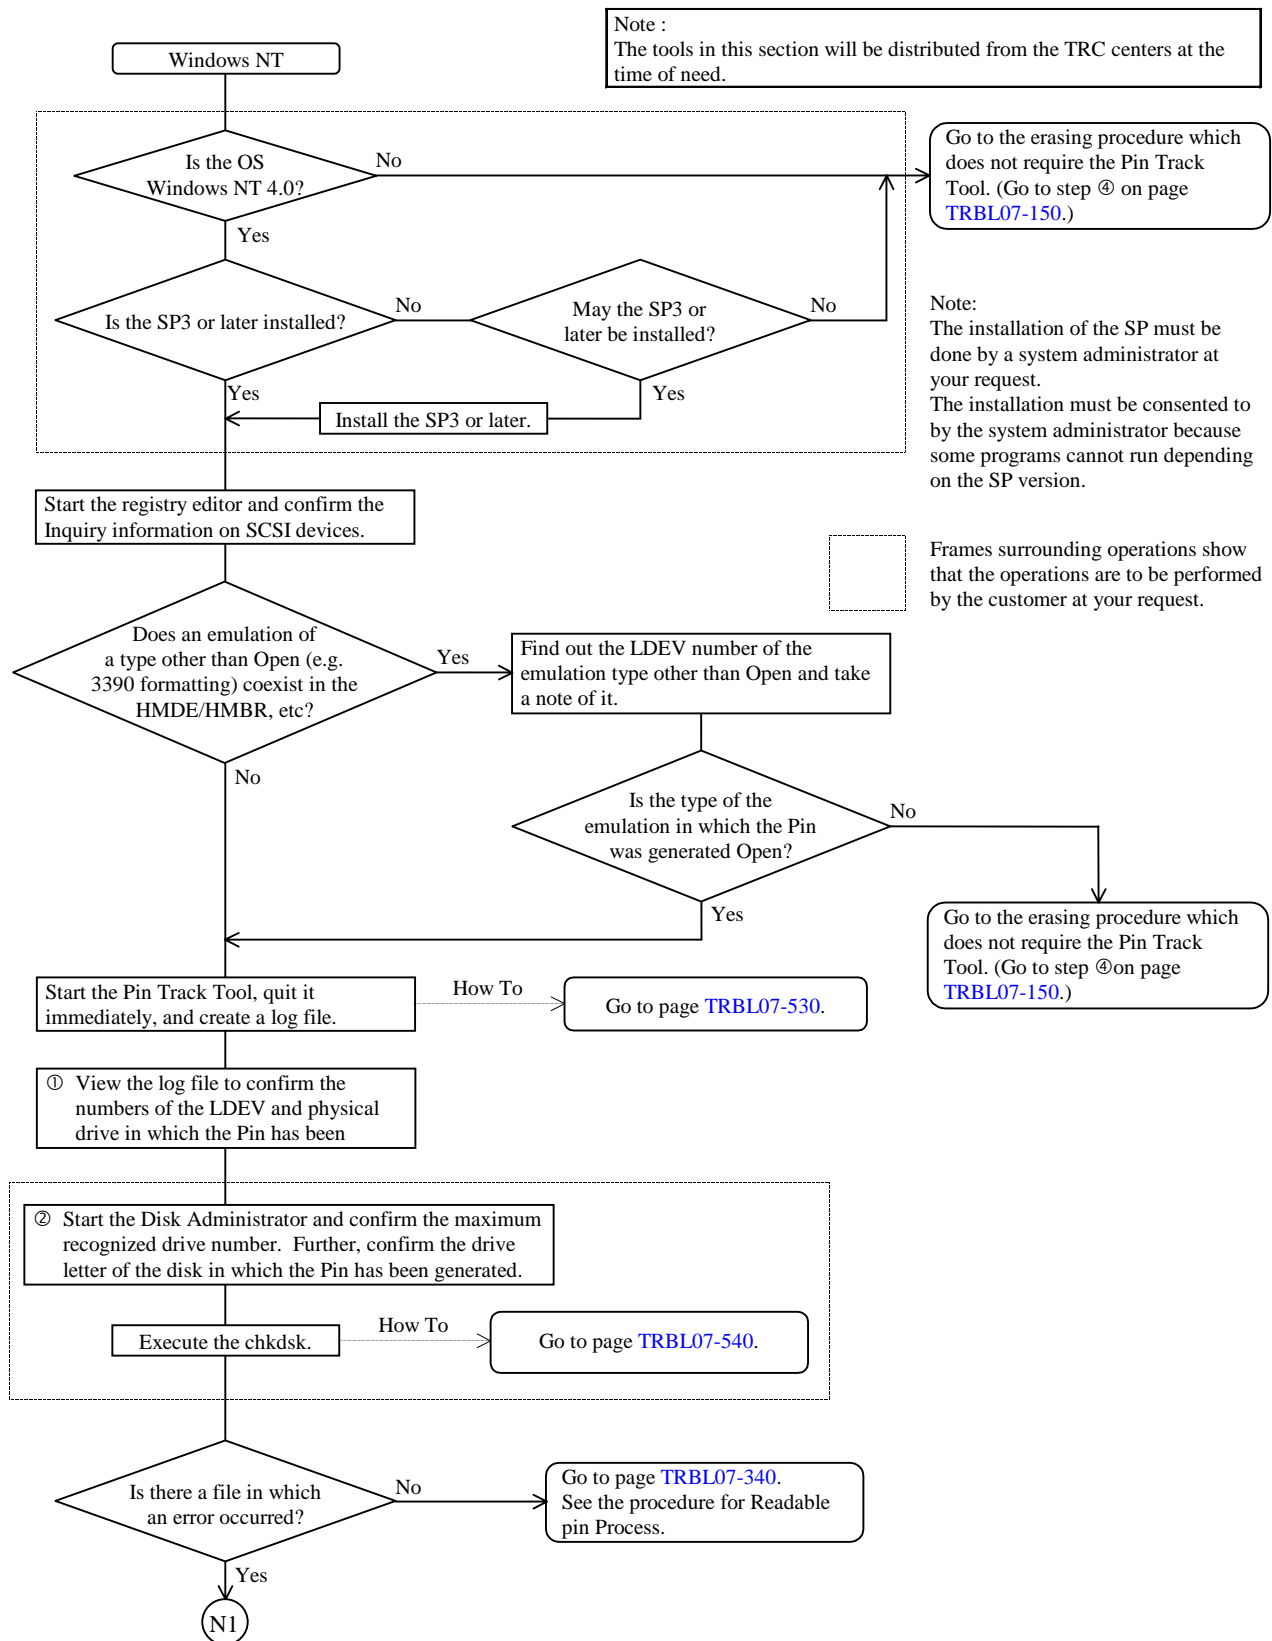 Note :
The tools in this section will be distributed from the TRC centers at the
time of need.
Windows NT
Is the OS
Windows NT 4.0?
No
Yes
Go to the erasing procedure which
does not require the Pin Track
Tool. (Go to step ④ on page
TRBL07-150.)
Is the SP3 or later installed?
No
May the SP3 or
later be installed?
No
Yes
Yes
Install the SP3 or later.
Note:
The installation of the SP must be
done by a system administrator at
your request.
The installation must be consented to
by the system administrator because
some programs cannot run depending
on the SP version.
Start the registry editor and confirm the
Inquiry information on SCSI devices.
Frames surrounding operations show
that the operations are to be performed
by the customer at your request.
Does an emulation of
a type other than Open (e.g.
3390 formatting) coexist in the
HMDE/HMBR, etc?
Yes
No
Find out the LDEV number of the
emulation type other than Open and take
a note of it.
Is the type of the
emulation in which the Pin
was generated Open?
No
Yes
Go to the erasing procedure which
does not require the Pin Track
Tool. (Go to step ④on page
TRBL07-150.)
Start the Pin Track Tool, quit it
immediately, and create a log file.
How To
Go to page TRBL07-530.
① View the log file to confirm the
numbers of the LDEV and physical
drive in which the Pin has been
② Start the Disk Administrator and confirm the maximum
recognized drive number. Further, confirm the drive
letter of the disk in which the Pin has been generated.
Execute the chkdsk.
How To
Go to page TRBL07-540.
Is there a file in which
an error occurred?
No
Yes
Go to page TRBL07-340.
See the procedure for Readable
pin Process.
N1